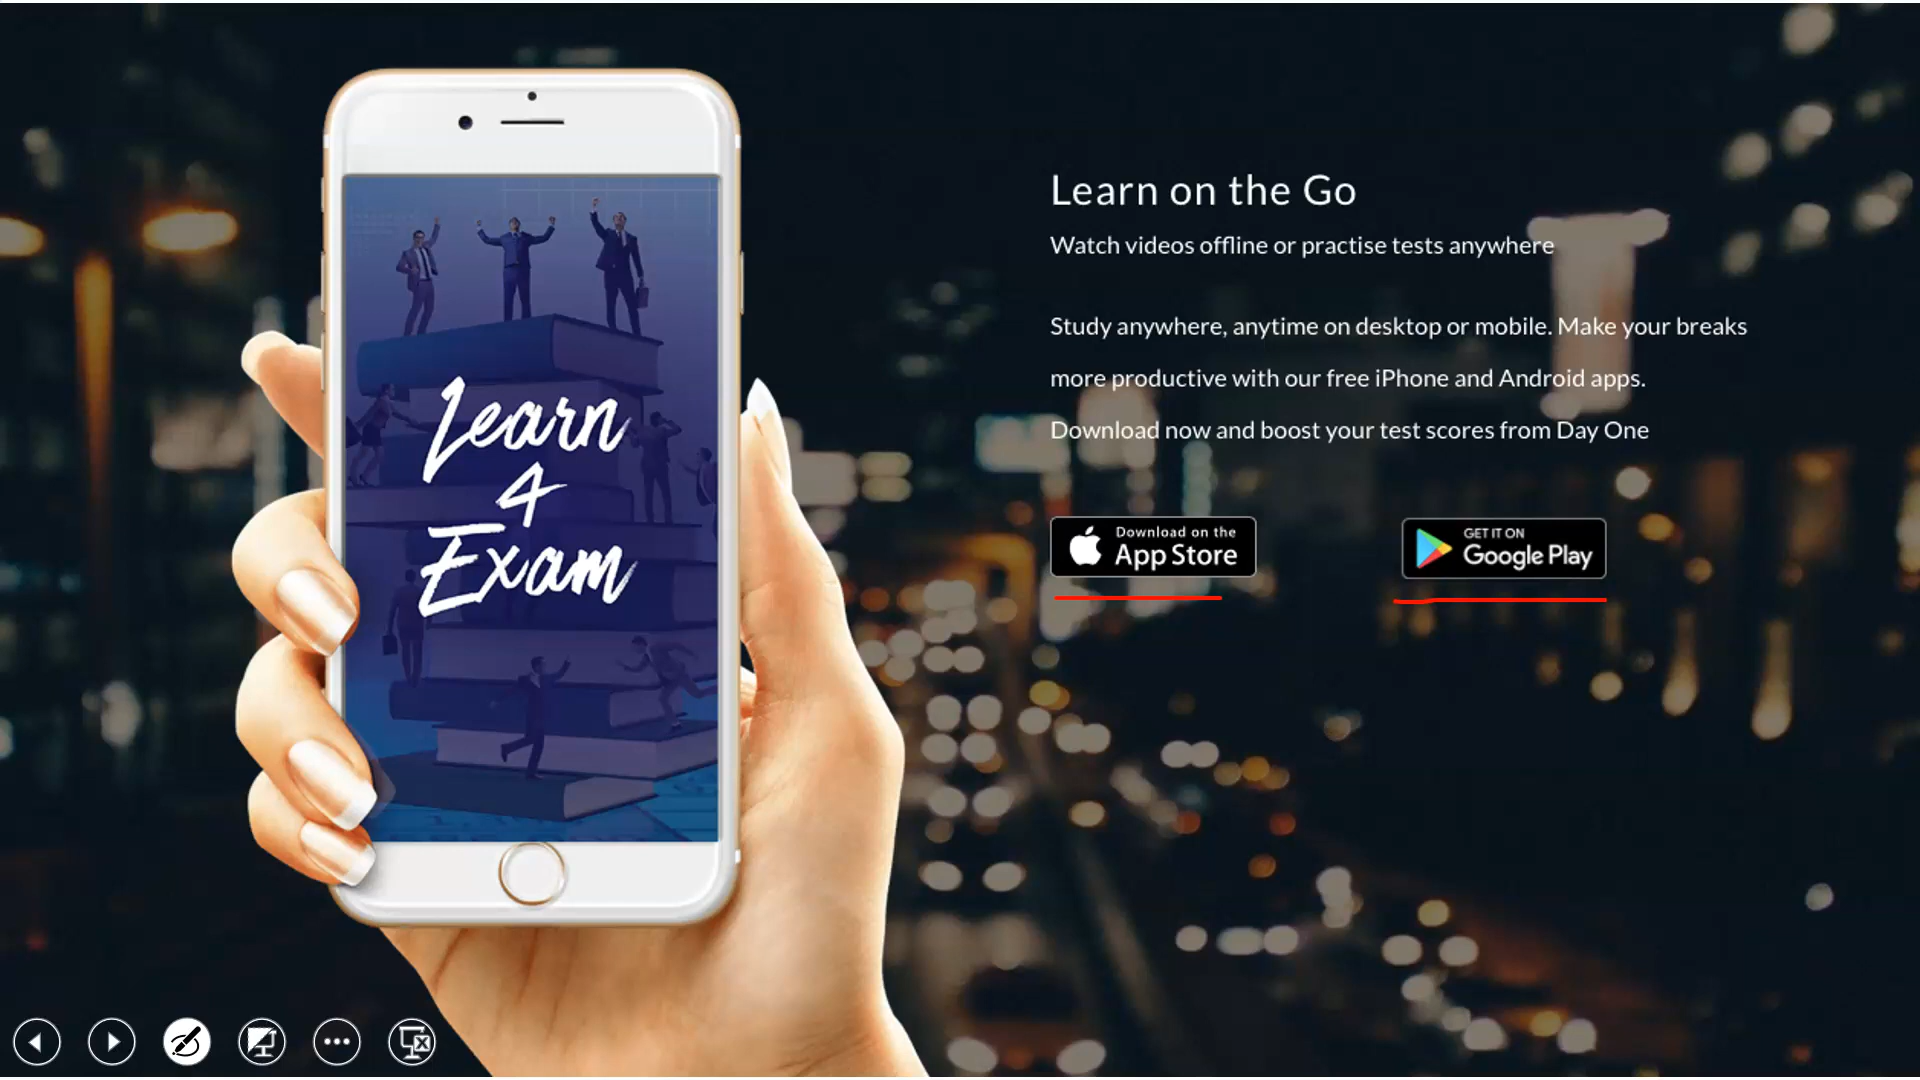 Learn
4
Exam
Learn on the Go
Watch videos offline or practise tests anywhere
Study anywhere, anytime on desktop or mobile. Make your breaks
more productive with our free iPhone and Android apps.
Download now and boost your test scores from Day One
Download on the
App Store
GET IT ON
Google Play